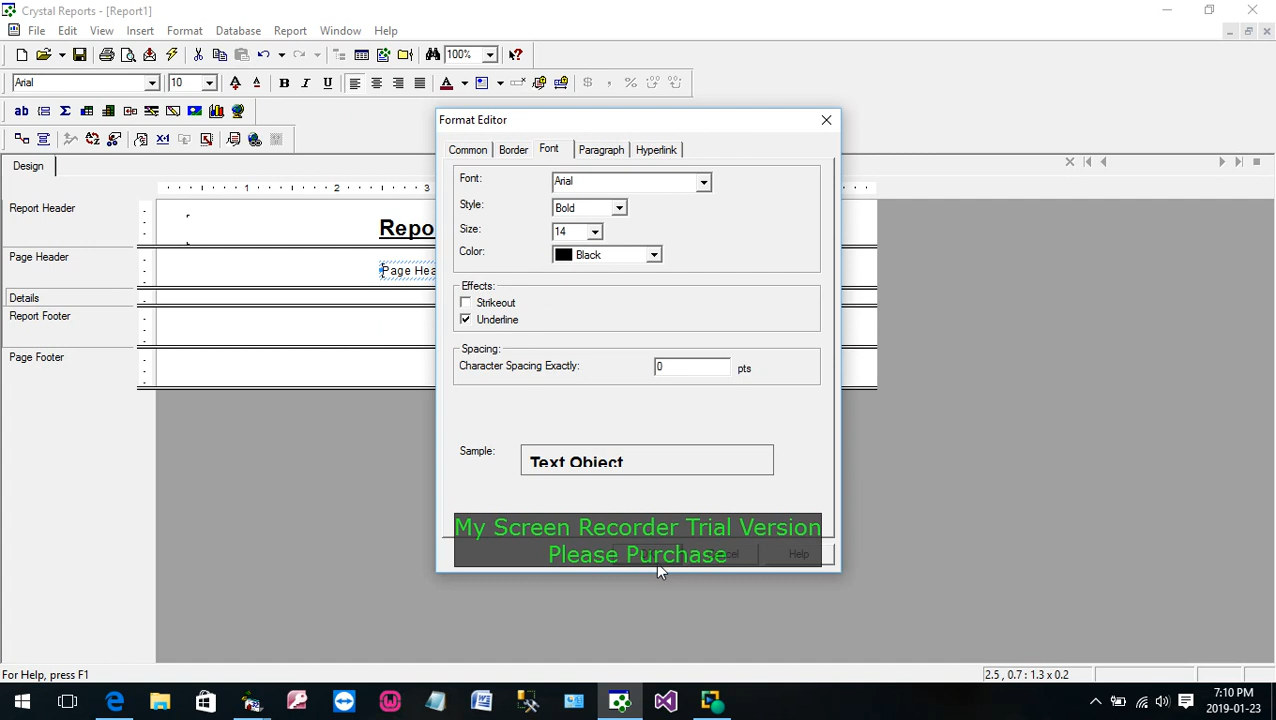 Crystal Reports - [Report1]
File Edit View Insert Format Database Report Window Help
100%
Arial 10 B I U A $ , %
ab Σ
Design
Format Editor
Common Border Font Paragraph Hyperlink
Font: Arial
Style: Bold
Size: 14
Color: Black
Effects:
Strikeout
Underline
Spacing:
Character Spacing Exactly: 0 pts
Sample: Text Object
My Screen Recorder Trial Version
Please Purchase
Help
1 2 3
Report Header
Repo
Page Header
Page Hea
Details
Report Footer
Page Footer
For Help, press F1
2.5 , 0.7 : 1.3 x 0.2
7:10 PM
2019-01-23